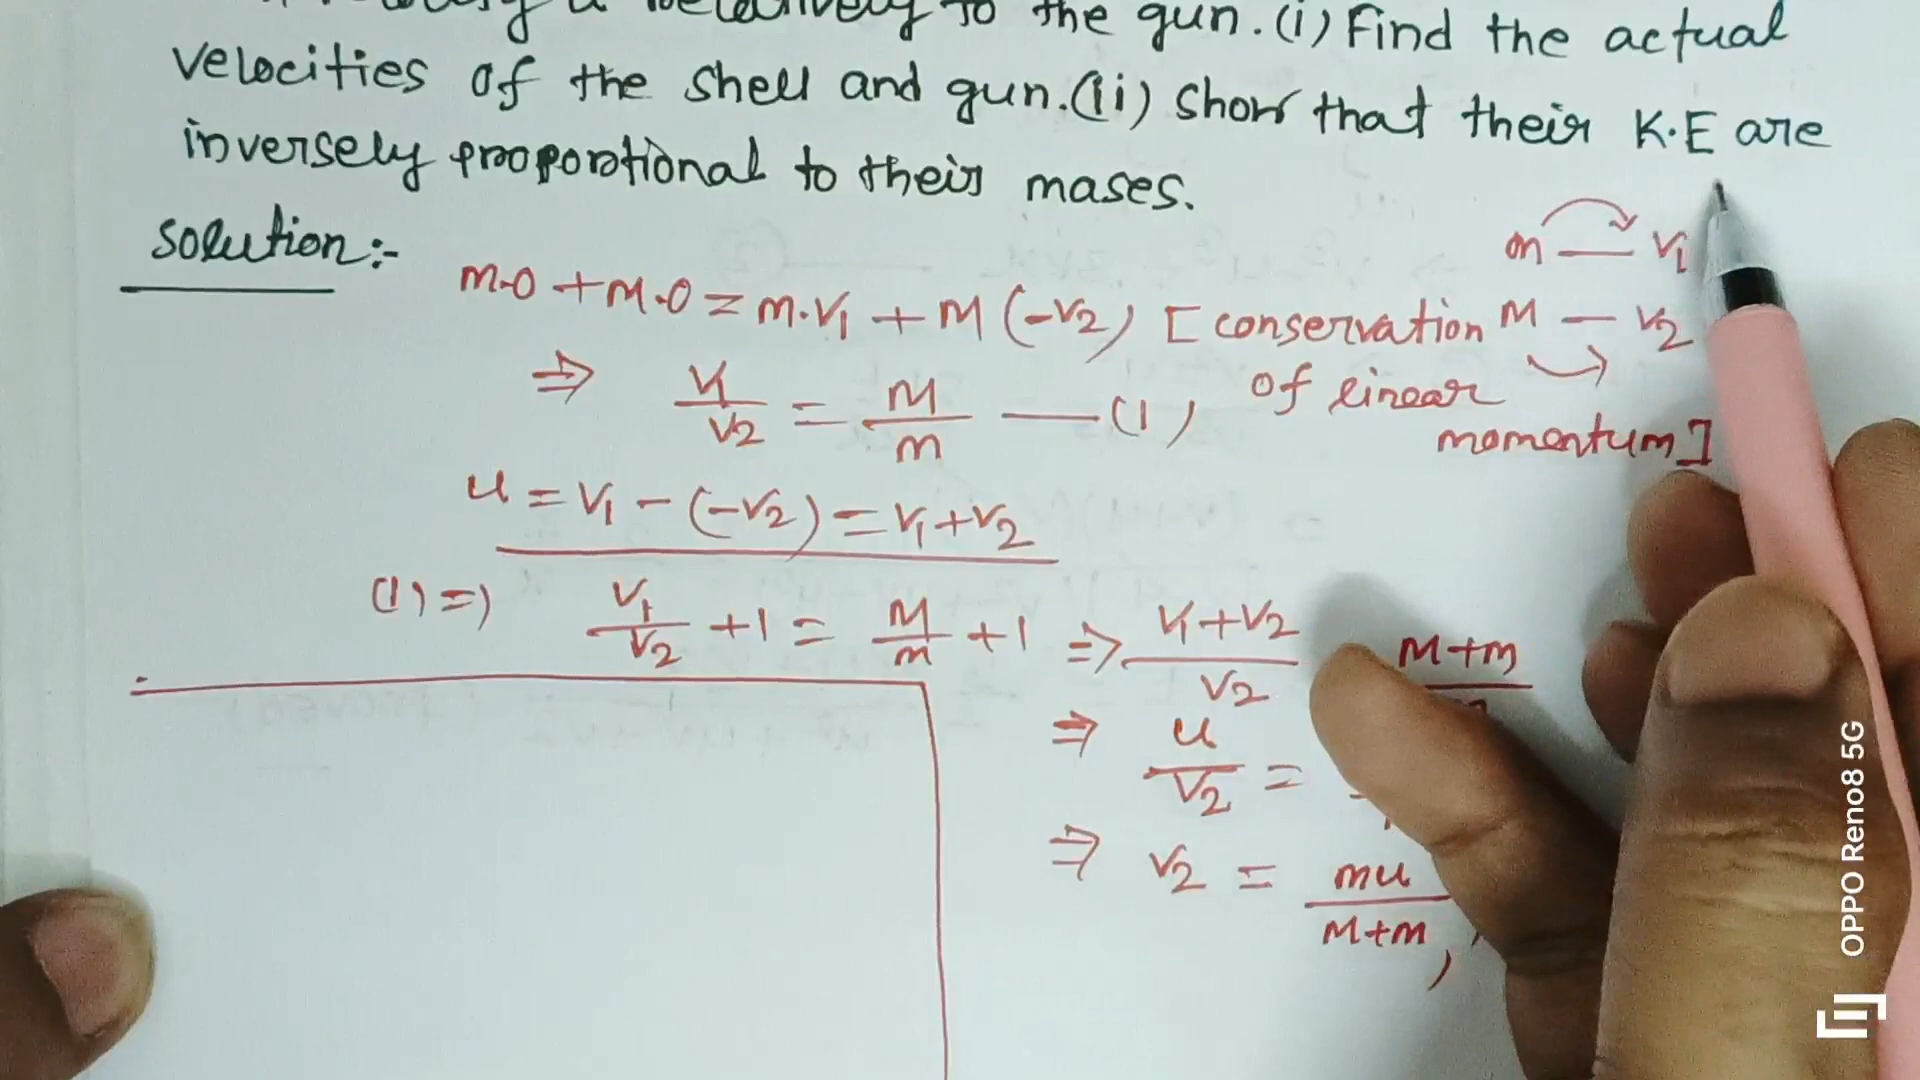 velocity u relatively to the gun. (i) Find the actual
velocities of the shell and gun. (ii) Show that their K.E are
inversely proportional to their mases.
Solution:-
m — v1
M — v2
m.0 + M.0 = m.v1 + M (-v2) [conservation
of linear
momentum]
⇒ v1/v2 = M/m — (1)
u = v1 - (-v2) = v1 + v2
(1) => v1/v2 + 1 = M/m + 1 ⇒ v1+v2/v2 M+m
⇒ u/v2 =
⇒ v2 = mu/M+m,
OPPO Reno8 5G